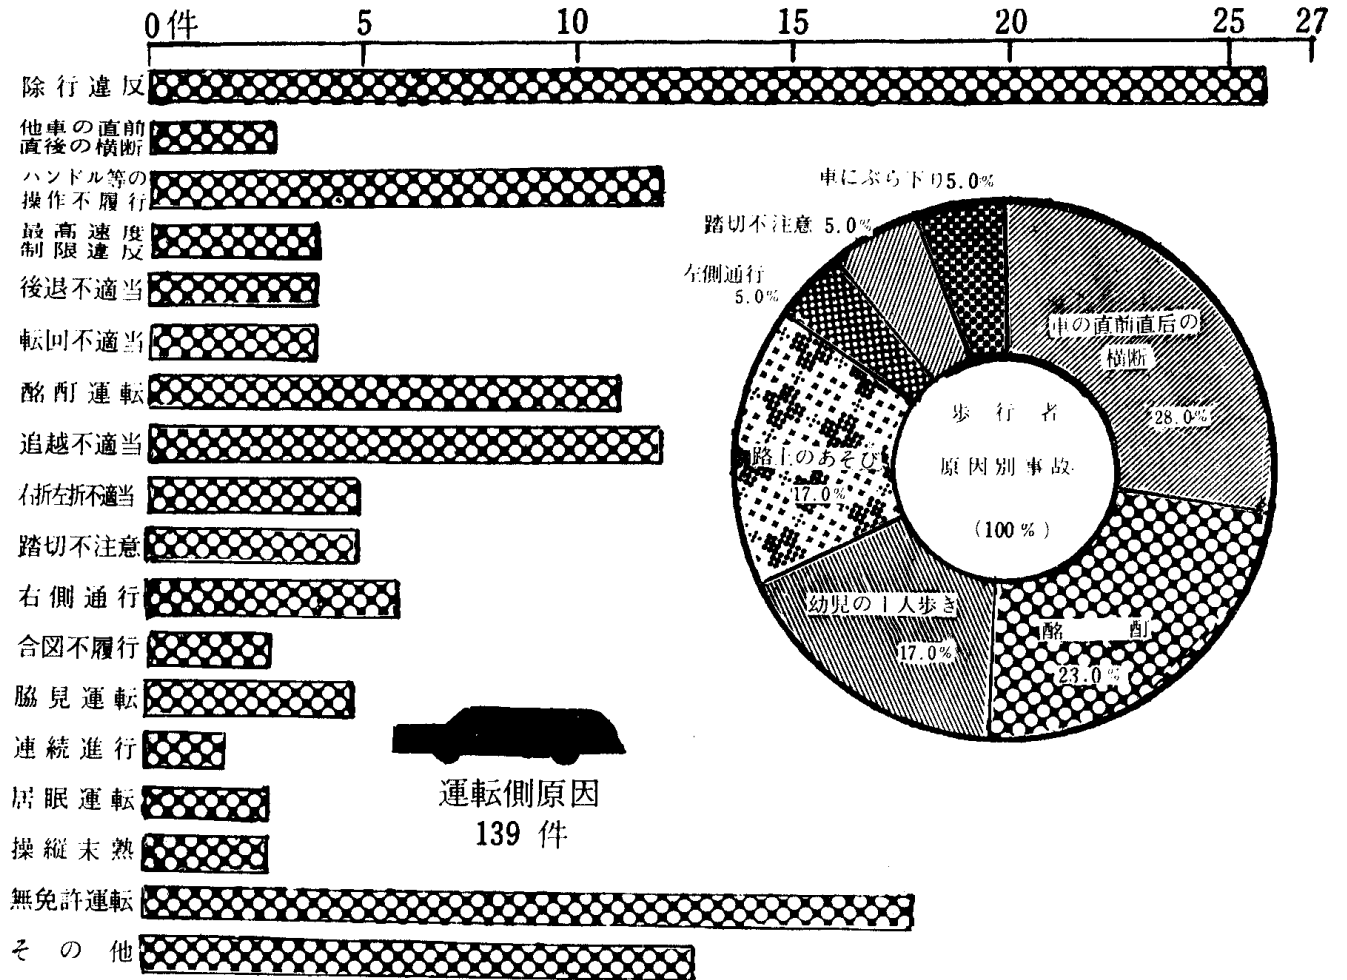 0件 5 10 15 20 25 27
除行違反
他車の直前
直後の横断
ハンドル等の
操作不履行
最高速度
制限違反
後退不適当
転回不適当
酩酊運転
追越不適当
右折左折不適当
踏切不注意
右側通行
合図不履行
脇見運転
連続進行
居眠運転
操縦未熟
無免許運転
その他
運転側原因
139 件
車にぶら下り5.0%
踏切不注意 5.0%
左側通行
5.0%
車の直前直后の
横断
28.0%
路上のあそび
17.0%
幼児の1人歩き
17.0%
酩酊
23.0%
歩行者
原因別事故
(100%)